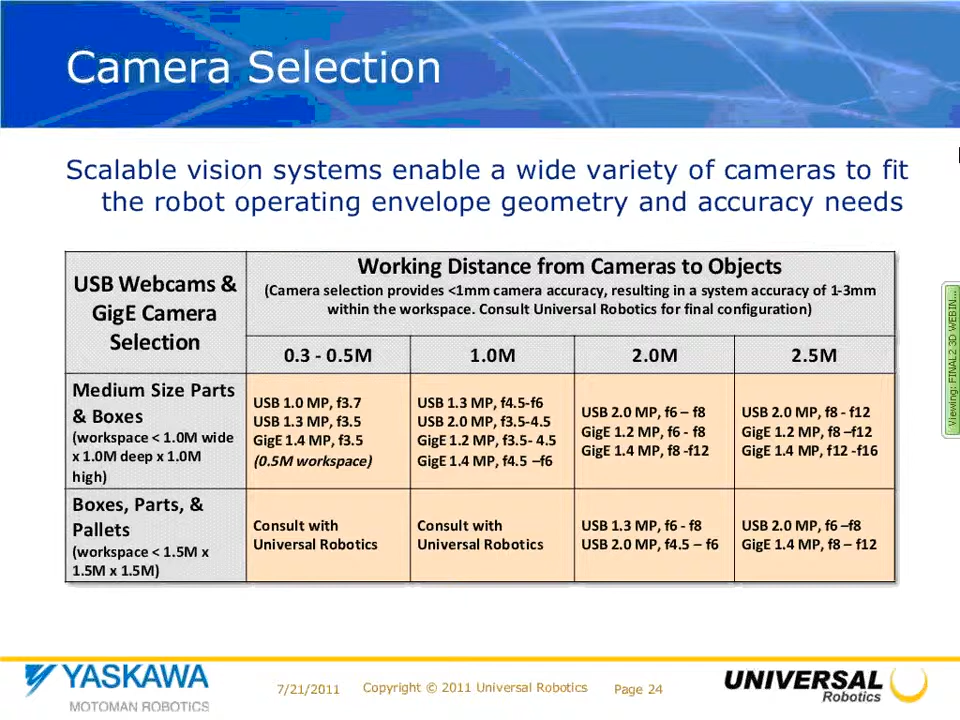 Camera Selection
Scalable vision systems enable a wide variety of cameras to fit
the robot operating envelope geometry and accuracy needs
USB Webcams &
GigE Camera
Selection
Working Distance from Cameras to Objects
(Camera selection provides <1mm camera accuracy, resulting in a system accuracy of 1-3mm
within the workspace. Consult Universal Robotics for final configuration)
0.3 - 0.5M
1.0M
2.0M
2.5M
Medium Size Parts
& Boxes
(workspace < 1.0M wide
x 1.0M deep x 1.0M
high)
USB 1.0 MP, f3.7
USB 1.3 MP, f3.5
GigE 1.4 MP, f3.5
(0.5M workspace)
USB 1.3 MP, f4.5-f6
USB 2.0 MP, f3.5-4.5
GigE 1.2 MP, f3.5- 4.5
GigE 1.4 MP, f4.5 –f6
USB 2.0 MP, f6 – f8
GigE 1.2 MP, f6 - f8
GigE 1.4 MP, f8 -f12
USB 2.0 MP, f8 - f12
GigE 1.2 MP, f8 –f12
GigE 1.4 MP, f12 -f16
Boxes, Parts, &
Pallets
(workspace < 1.5M x
1.5M x 1.5M)
Consult with
Universal Robotics
Consult with
Universal Robotics
USB 1.3 MP, f6 - f8
USB 2.0 MP, f4.5 – f6
USB 2.0 MP, f6 –f8
GigE 1.4 MP, f8 – f12
Viewing: FINAL2 3D WEBIN...
YASKAWA
MOTOMAN ROBOTICS
7/21/2011
Copyright © 2011 Universal Robotics
Page 24
UNIVERSAL
Robotics